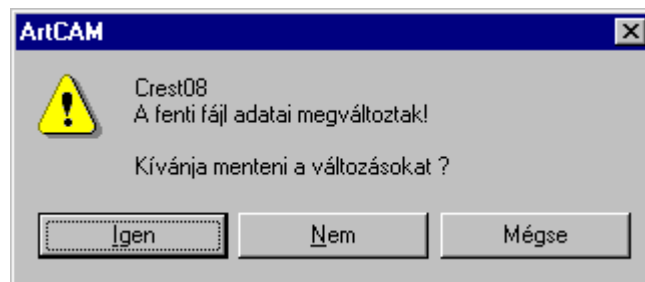 ArtCAM
Crest08
A fenti fájl adatai megváltoztak!
Kívánja menteni a változásokat ?
Igen
Nem
Mégse